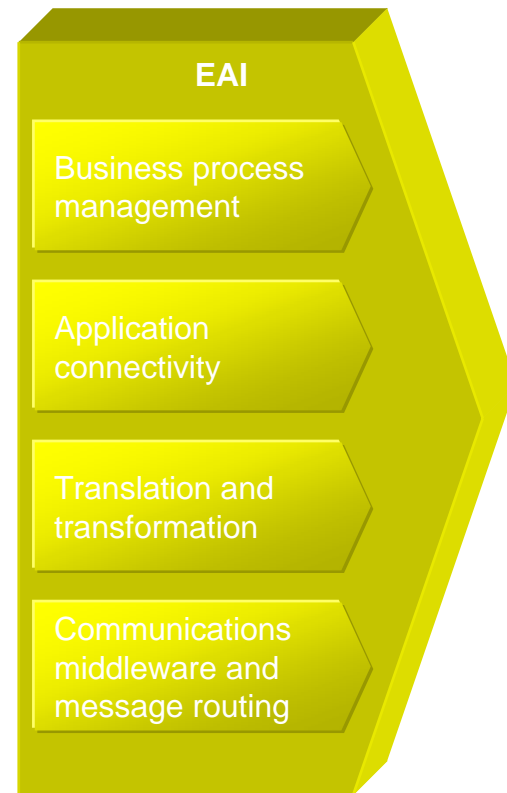 EAI
Business process
management
Application
connectivity
Translation and
transformation
Communications
middleware and
message routing